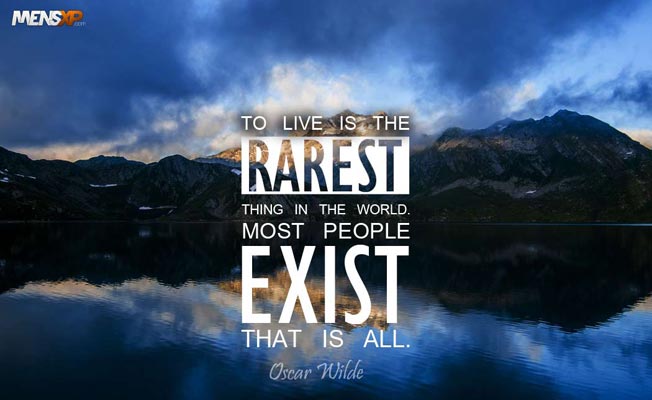 MENSXP.com
TO LIVE IS THE
RAREST
THING IN THE WORLD.
MOST PEOPLE
EXIST
THAT IS ALL.
Oscar Wilde